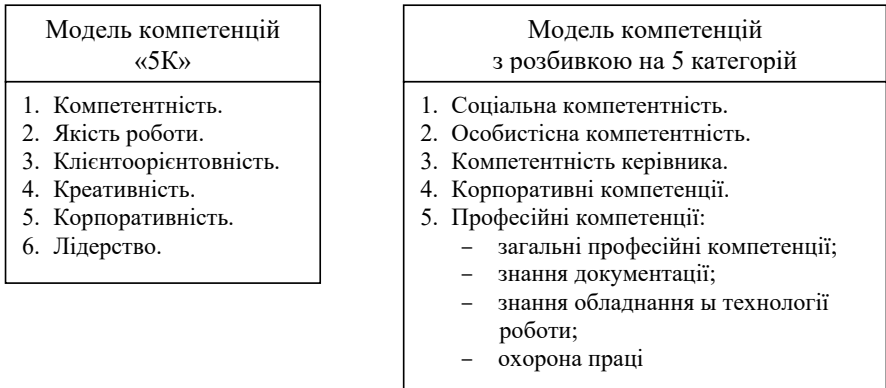 Модель компетенцій
«5К»
1. Компетентність.
2. Якість роботи.
3. Клієнтоорієнтовність.
4. Креативність.
5. Корпоративність.
6. Лідерство.
Модель компетенцій
з розбивкою на 5 категорій
1. Соціальна компетентність.
2. Особистісна компетентність.
3. Компетентність керівника.
4. Корпоративні компетенції.
5. Професійні компетенції:
– загальні професійні компетенції;
– знання документації;
– знання обладнання ы технології
роботи;
– охорона праці